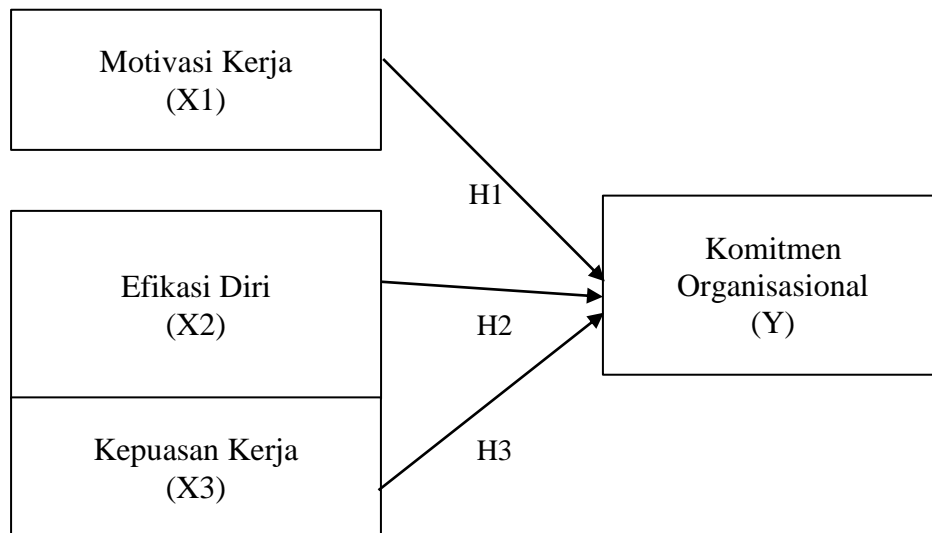 Motivasi Kerja
(X1)
H1
Efikasi Diri
(X2)
H2
Kepuasan Kerja
(X3)
H3
Komitmen
Organisasional
(Y)